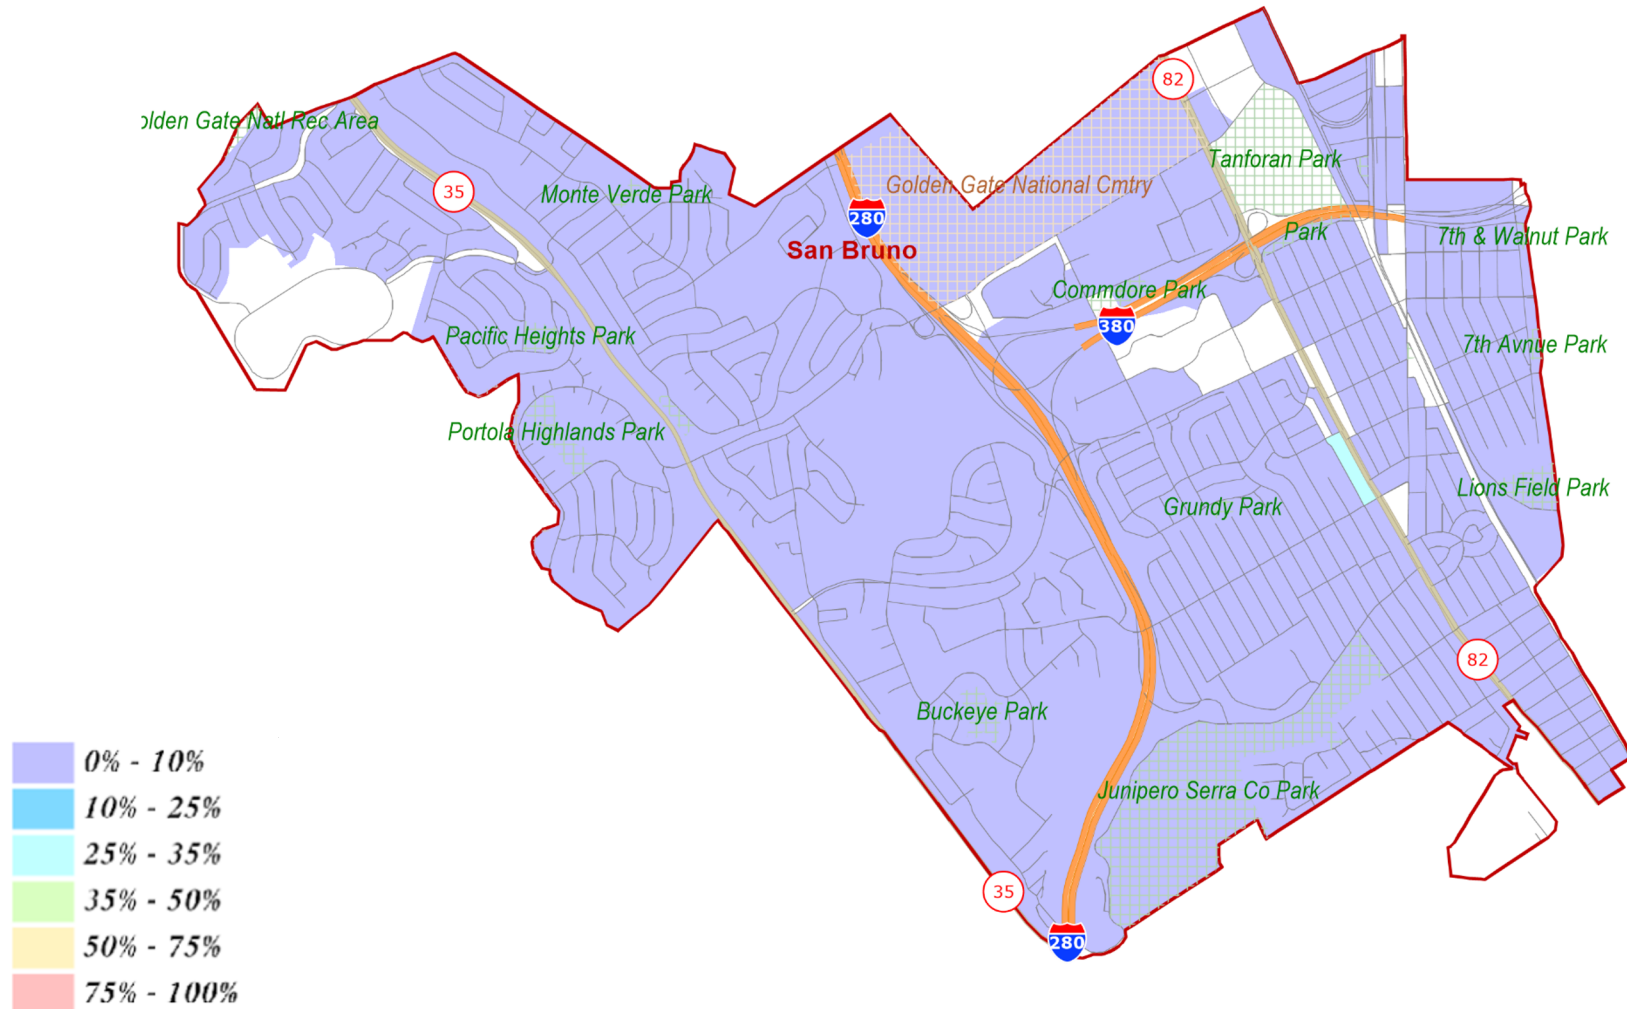 82
olden Gate Natl Rec Area
Tanforan Park
Golden Gate National Cmtry
35
Monte Verde Park
280
Park
7th & Walnut Park
San Bruno
Commdore Park
380
Pacific Heights Park
7th Avnue Park
Portola Highlands Park
Lions Field Park
Grundy Park
82
Buckeye Park
Junipero Serra Co Park
35
280
0% - 10%
10% - 25%
25% - 35%
35% - 50%
50% - 75%
75% - 100%